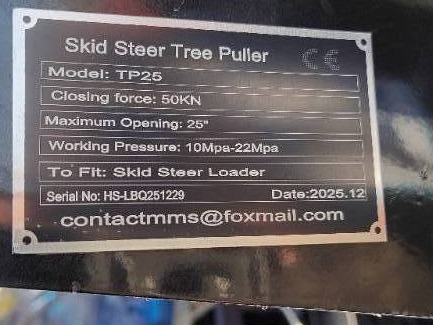 Skid Steer Tree Puller CE
Model: TP25
Closing force: 50KN
Maximum Opening: 25"
Working Pressure: 10Mpa-22Mpa
To Fit: Skid Steer Loader
Serial No: HS-LBQ251229 Date:2025.12
contactmms@foxmail.com